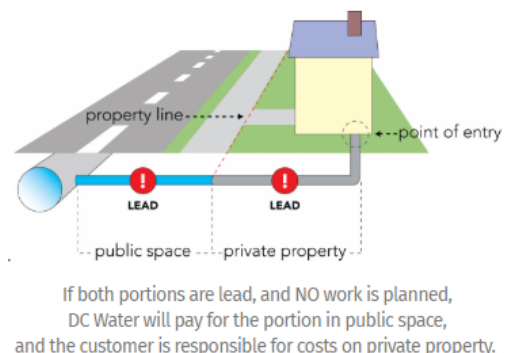 property line
point of entry
!
!
LEAD
LEAD
public space
private property
If both portions are lead, and NO work is planned,
DC Water will pay for the portion in public space,
and the customer is responsible for costs on private property.